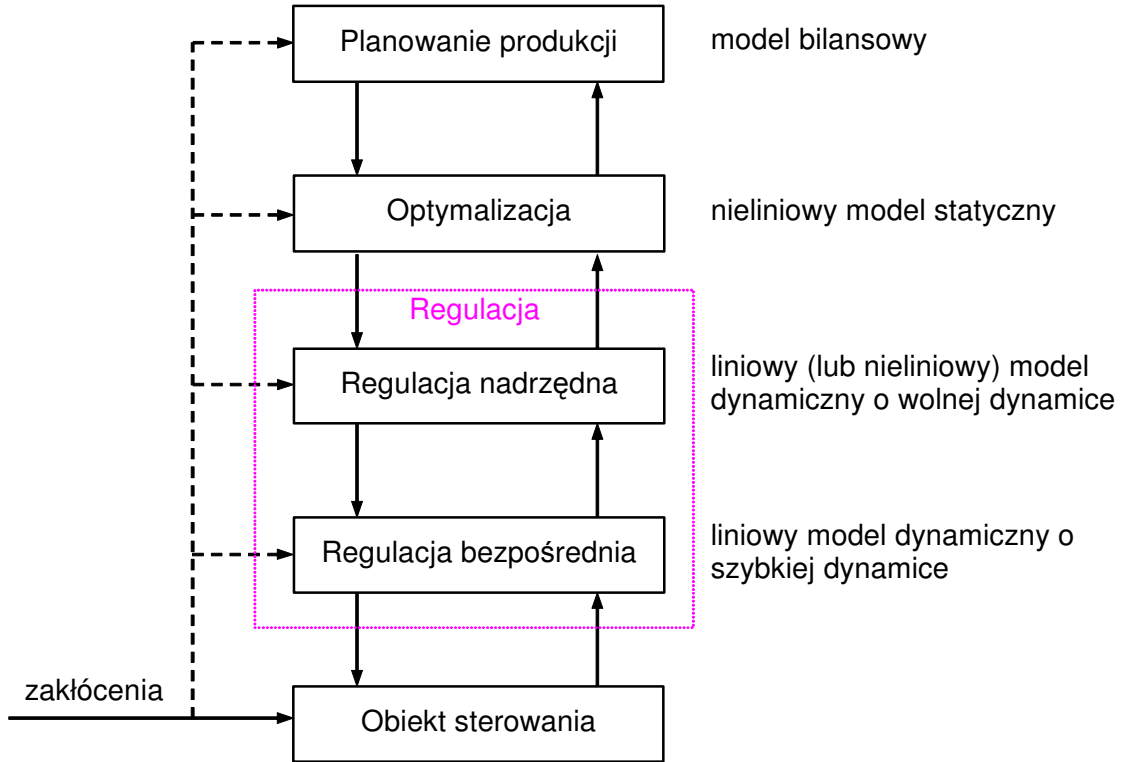 Planowanie produkcji
model bilansowy
Optymalizacja
nieliniowy model statyczny
Regulacja
Regulacja nadrzędna
liniowy (lub nieliniowy) model
dynamiczny o wolnej dynamice
Regulacja bezpośrednia
liniowy model dynamiczny o
szybkiej dynamice
zakłócenia
Obiekt sterowania